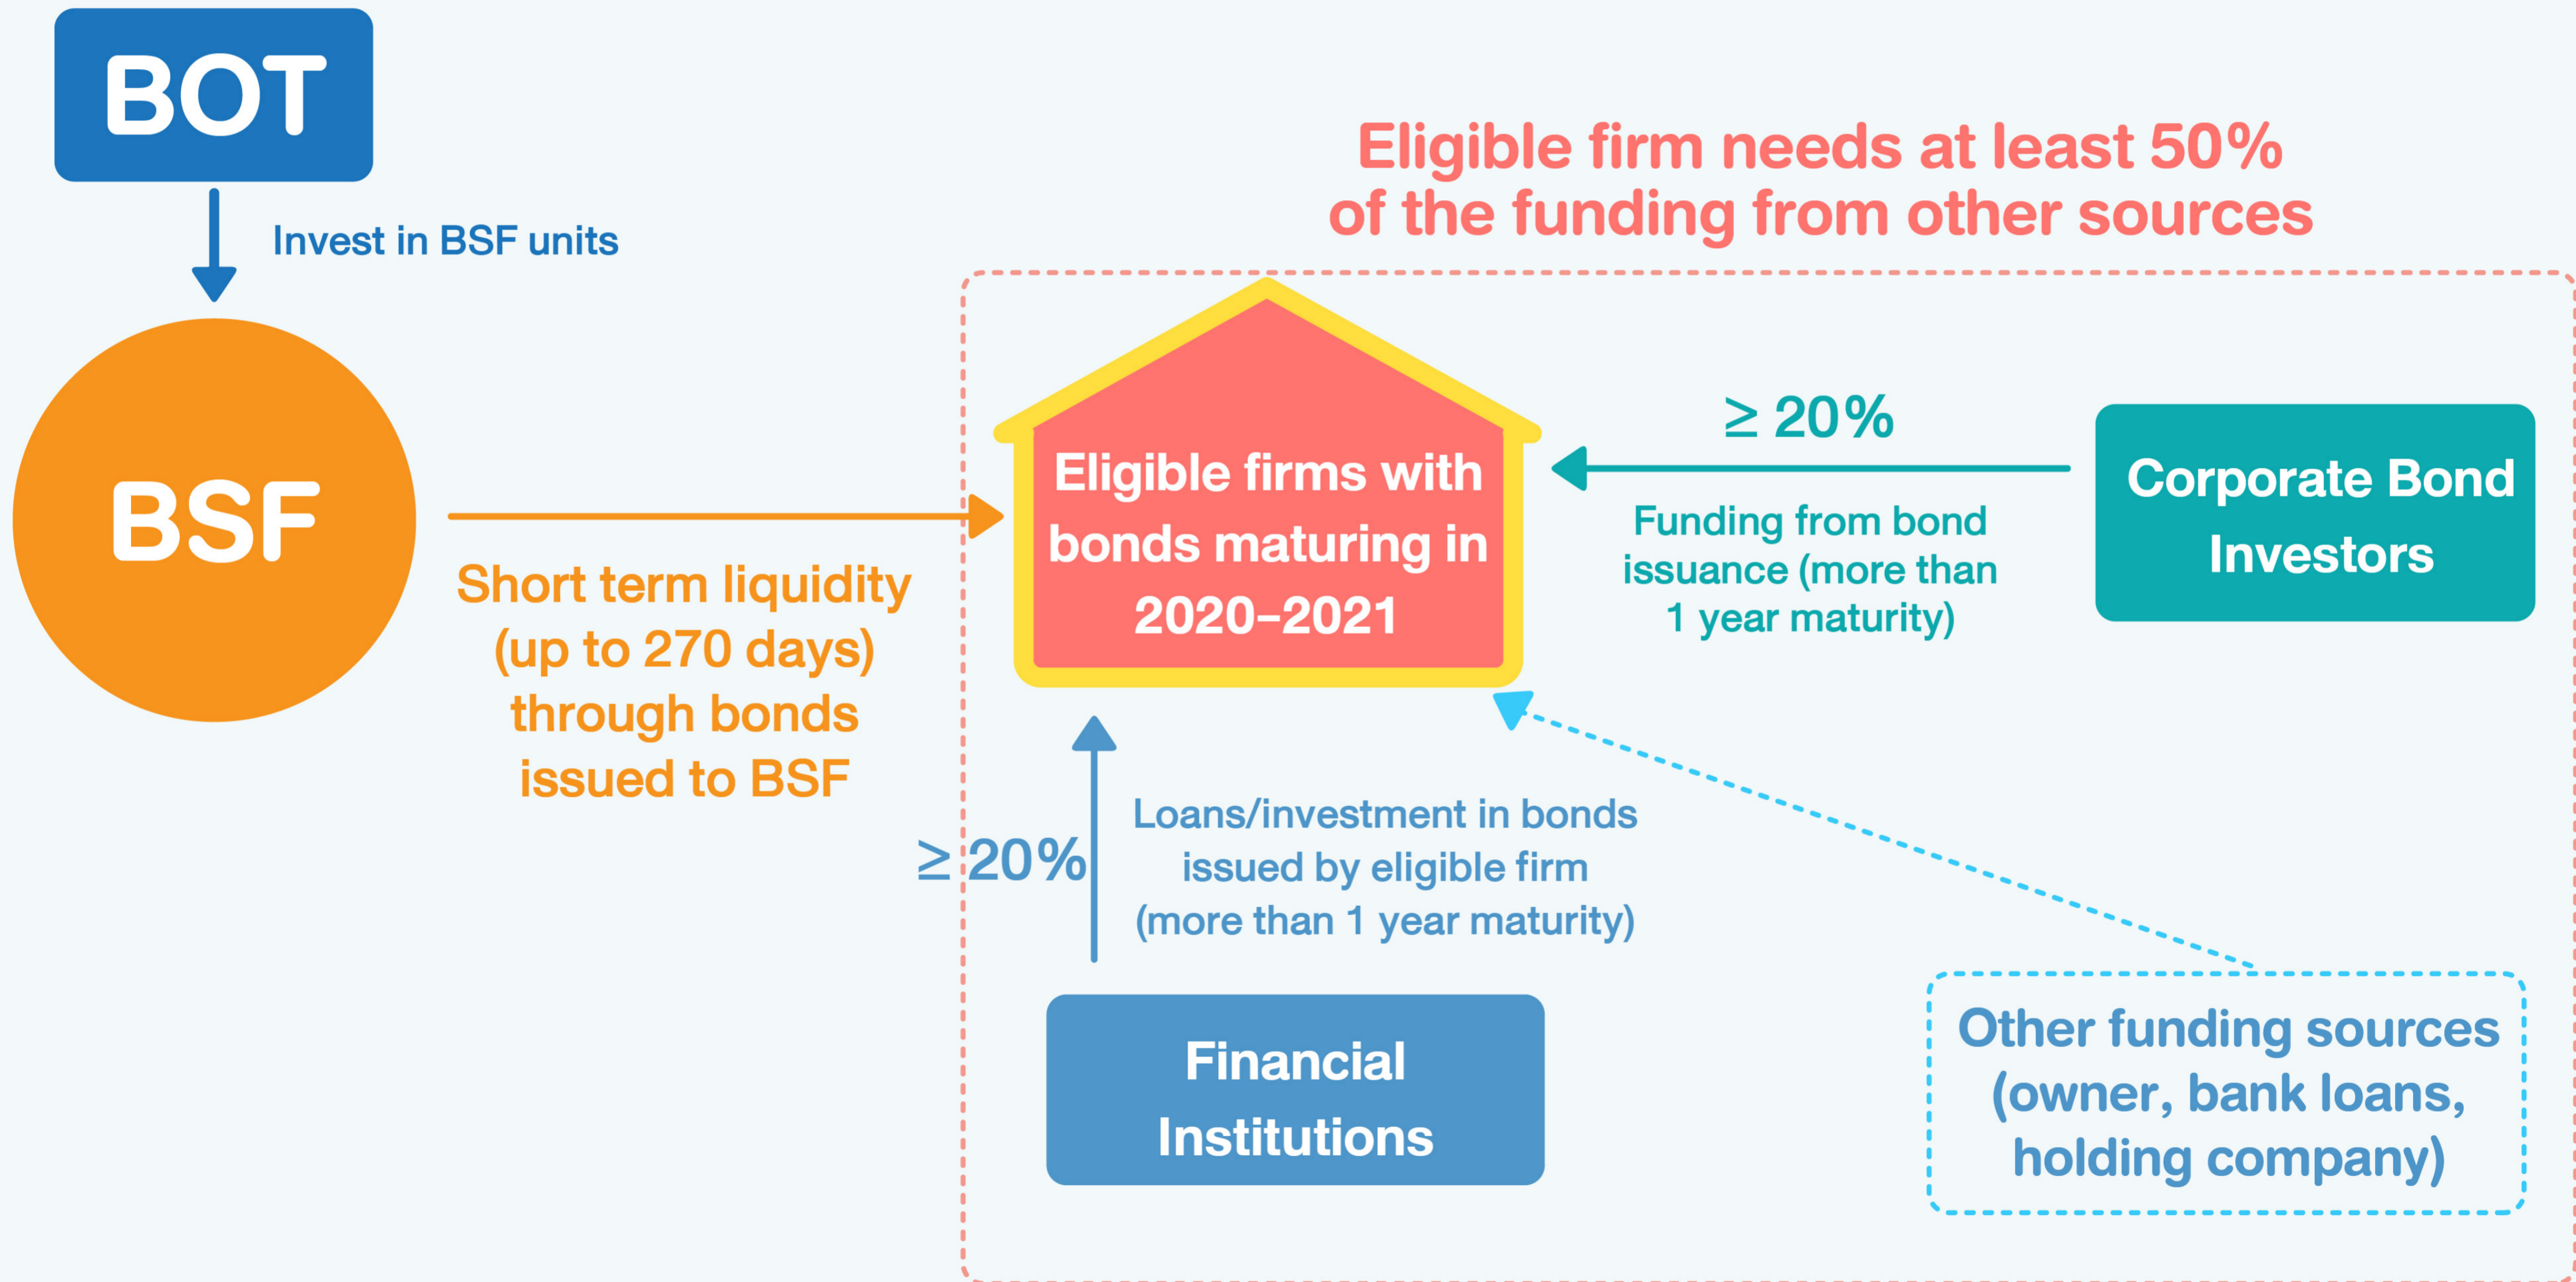 BOT
Invest in BSF units
Eligible firm needs at least 50%
of the funding from other sources
BSF
Short term liquidity
(up to 270 days)
through bonds
issued to BSF
Eligible firms with
bonds maturing in
2020–2021
≥ 20%
Funding from bond
issuance (more than
1 year maturity)
Corporate Bond
Investors
≥ 20%
Loans/investment in bonds
issued by eligible firm
(more than 1 year maturity)
Financial
Institutions
Other funding sources
(owner, bank loans,
holding company)